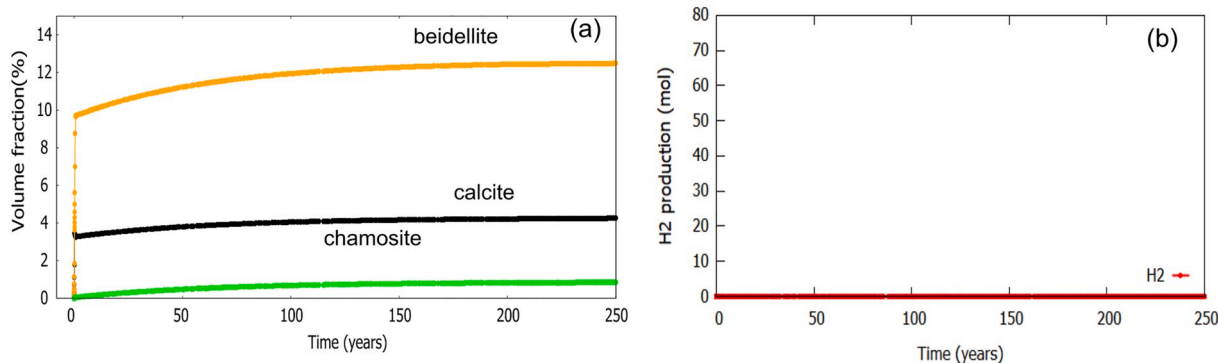 (a)
beidellite
calcite
chamosite
Volume fraction(%)
14
12
10
8
6
4
2
0
0 50 100 150 200 250
Time (years)
(b)
H2 production (mol)
80
70
60
50
40
30
20
10
0
H2
0 50 100 150 200 250
Time (years)